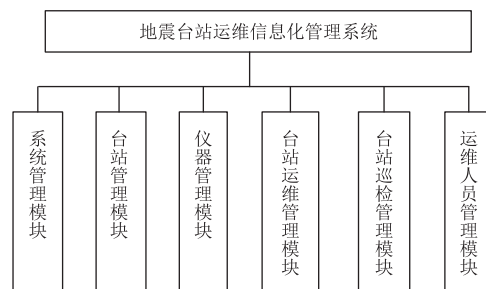 地震台站运维信息化管理系统
系统管理模块
台站管理模块
仪器管理模块
台站运维管理模块
台站巡检管理模块
运维人员管理模块